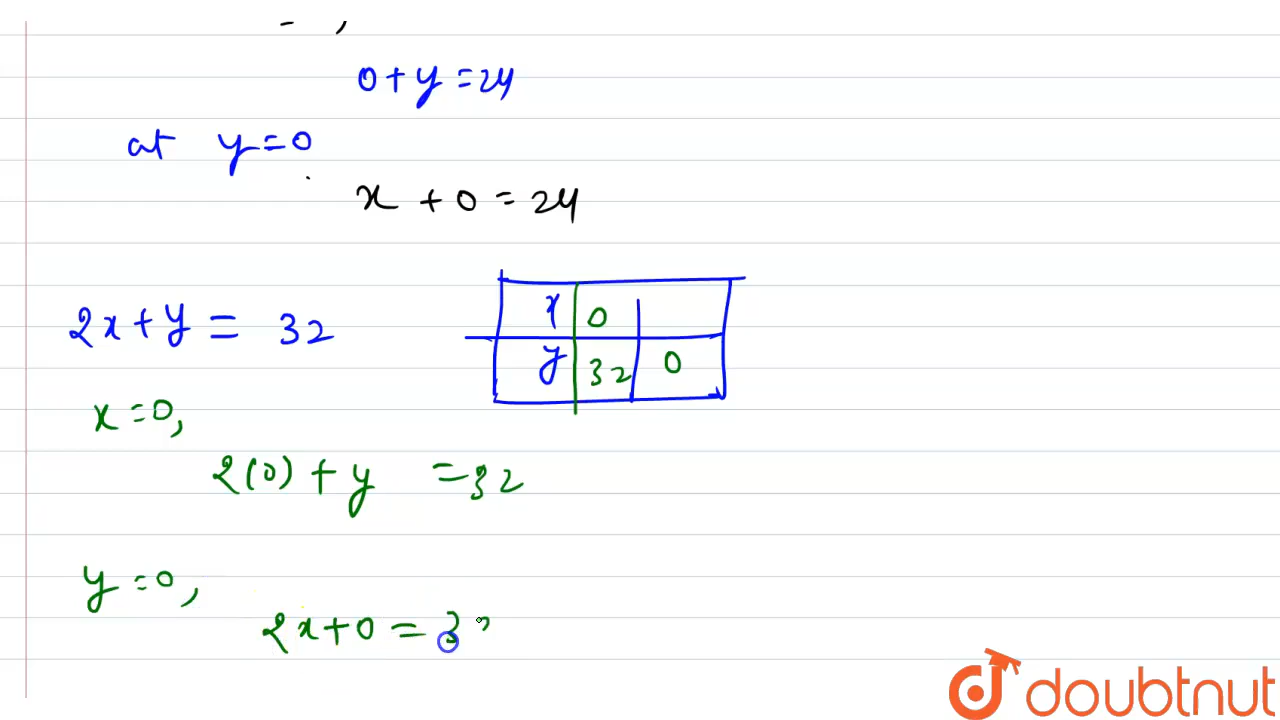 0 + y = 24
at y = 0
x + 0 = 24
2x + y = 32
x 0
y 32 0
x = 0,
2(0) + y = 32
y = 0,
2x + 0 = 3
doubtnut